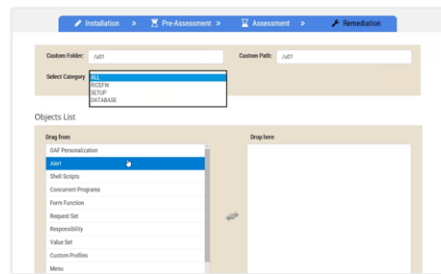 Installation » Pre-Assessment » Assessment » Remediation
Custom Folder: /u01 Custom Path: /u01
Select Category ALL
RICEFW
SETUP
DATABASE
Objects List
Drag from Drop here
OAF Personalization
Alert
Shell Scripts
Concurrent Programs
Form Function
Request Set
Responsibility
Value Set
Custom Profiles
Menu